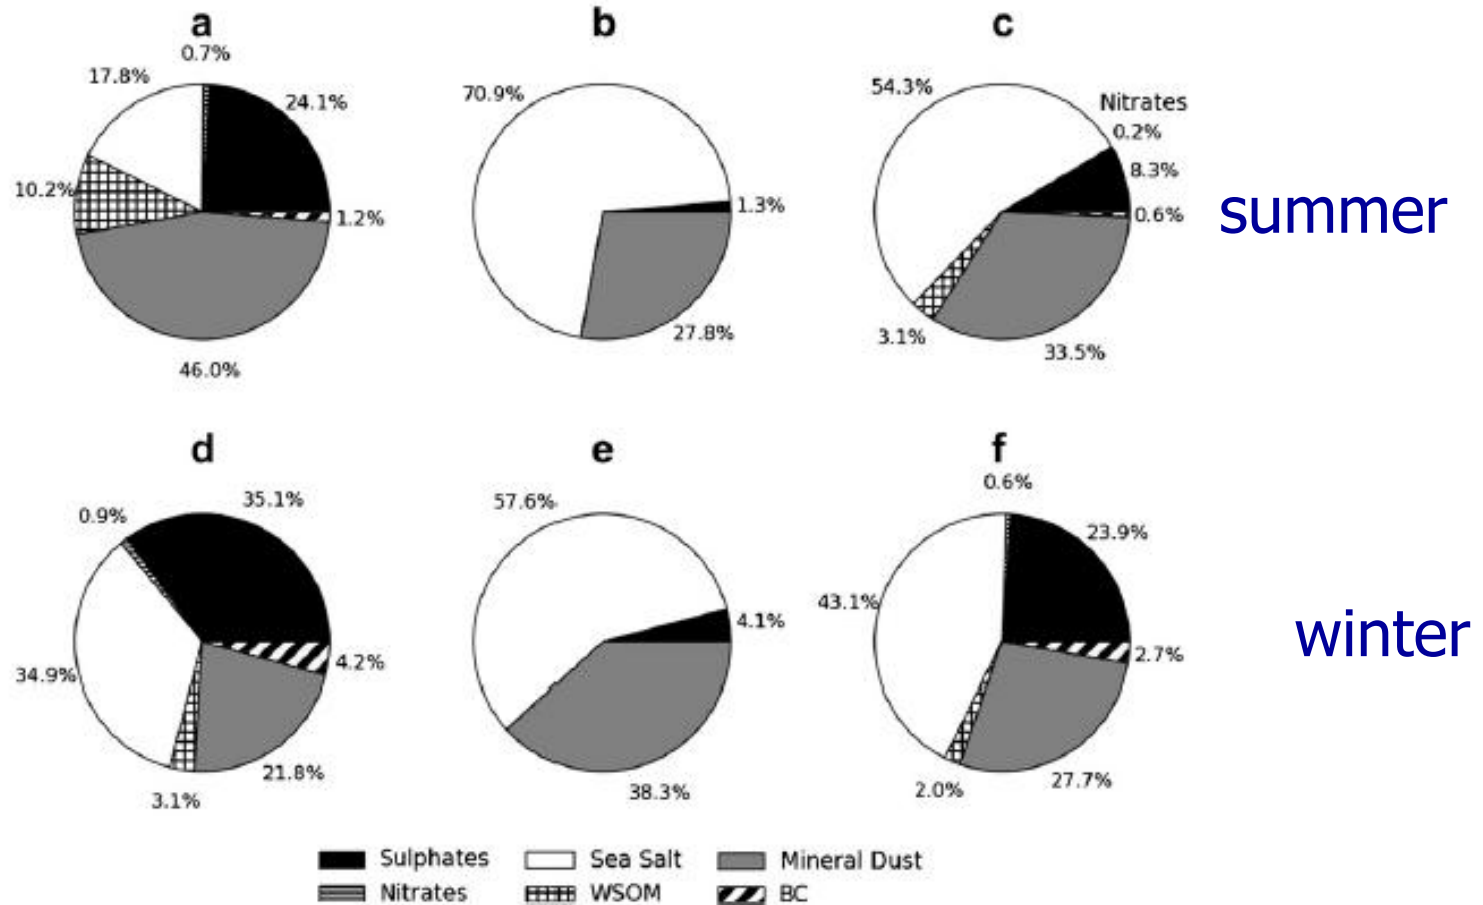 a
0.7%
17.8%
24.1%
10.2%
1.2%
46.0%
b
70.9%
1.3%
27.8%
c
54.3%
Nitrates
0.2%
8.3%
0.6%
3.1%
33.5%
summer
d
35.1%
0.9%
34.9%
4.2%
21.8%
3.1%
e
57.6%
4.1%
38.3%
f
0.6%
23.9%
43.1%
2.7%
2.0%
27.7%
winter
Sulphates Sea Salt Mineral Dust
Nitrates WSOM BC